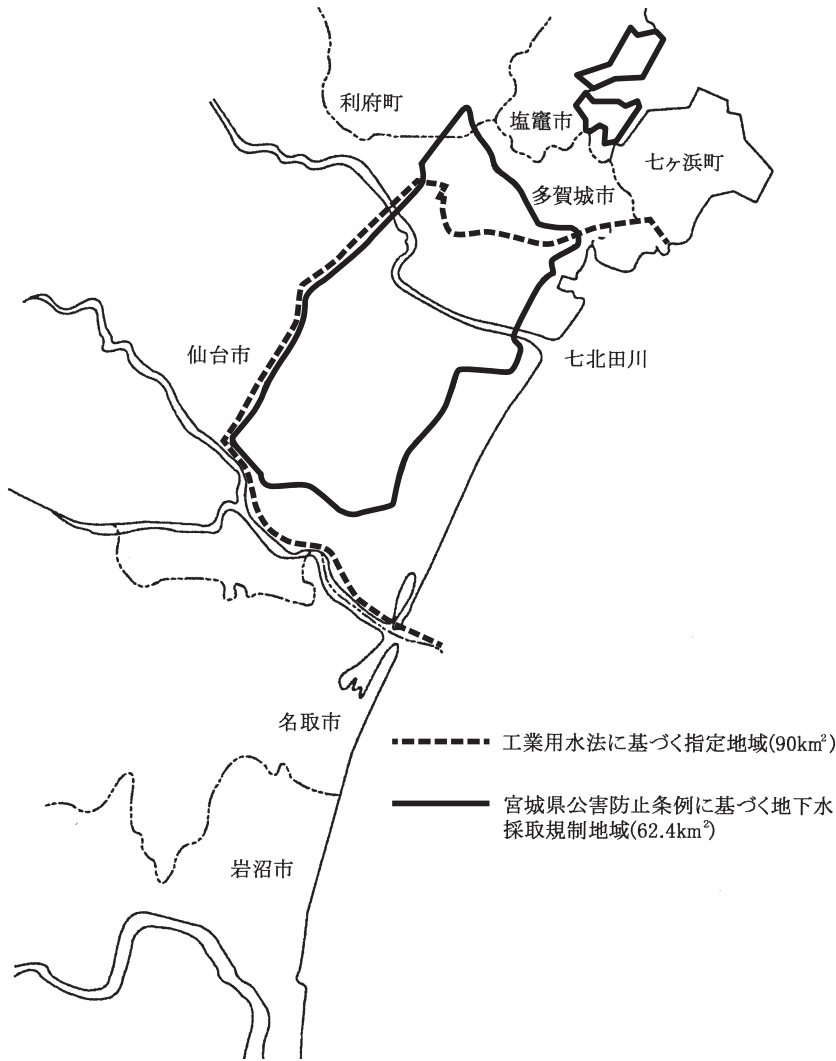 利府町
塩竈市
七ヶ浜町
多賀城市
仙台市
七北田川
名取市
工業用水法に基づく指定地域(90km²)
宮城県公害防止条例に基づく地下水
採取規制地域(62.4km²)
岩沼市